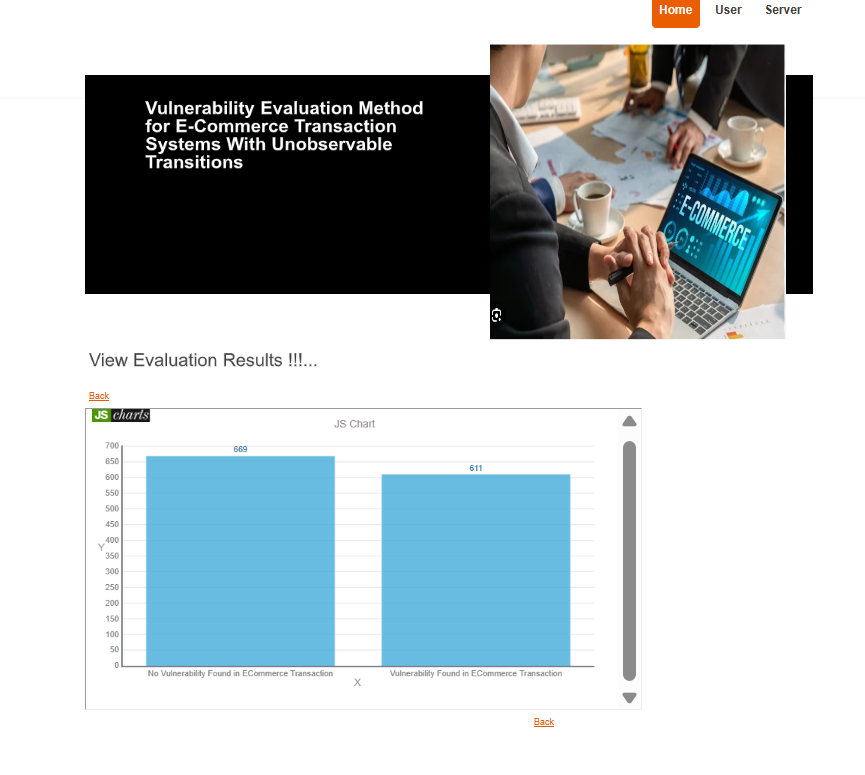 Home User Server
Vulnerability Evaluation Method
for E-Commerce Transaction
Systems With Unobservable
Transitions
E-COMMERCE
View Evaluation Results !!!...
Back
JS charts
JS Chart
700
650
600
550
500
450
400
350
300
250
200
150
100
50
0
Y
669
611
No Vulnerability Found in ECommerce Transaction
Vulnerability Found in ECommerce Transaction
X
Back